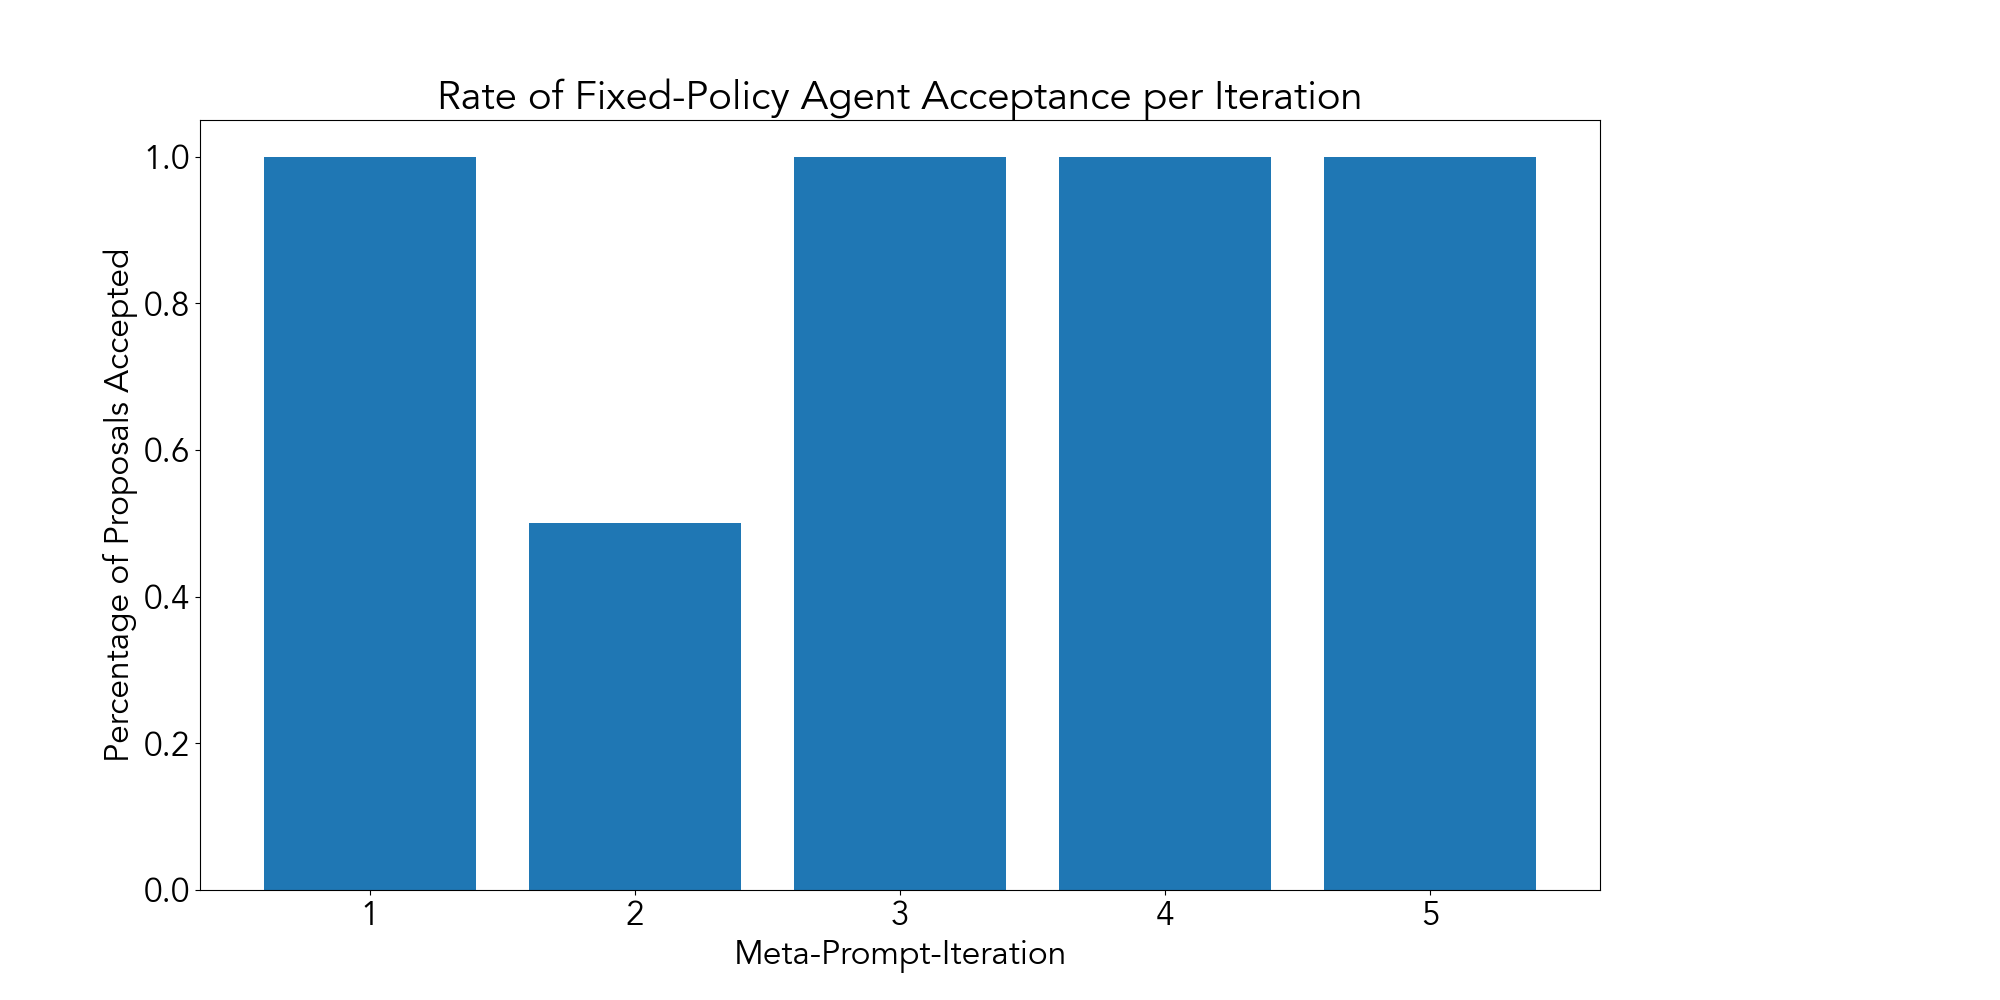 Rate of Fixed-Policy Agent Acceptance per Iteration
Percentage of Proposals Accepted
1.0
0.8
0.6
0.4
0.2
0.0
1 2 3 4 5
Meta-Prompt-Iteration